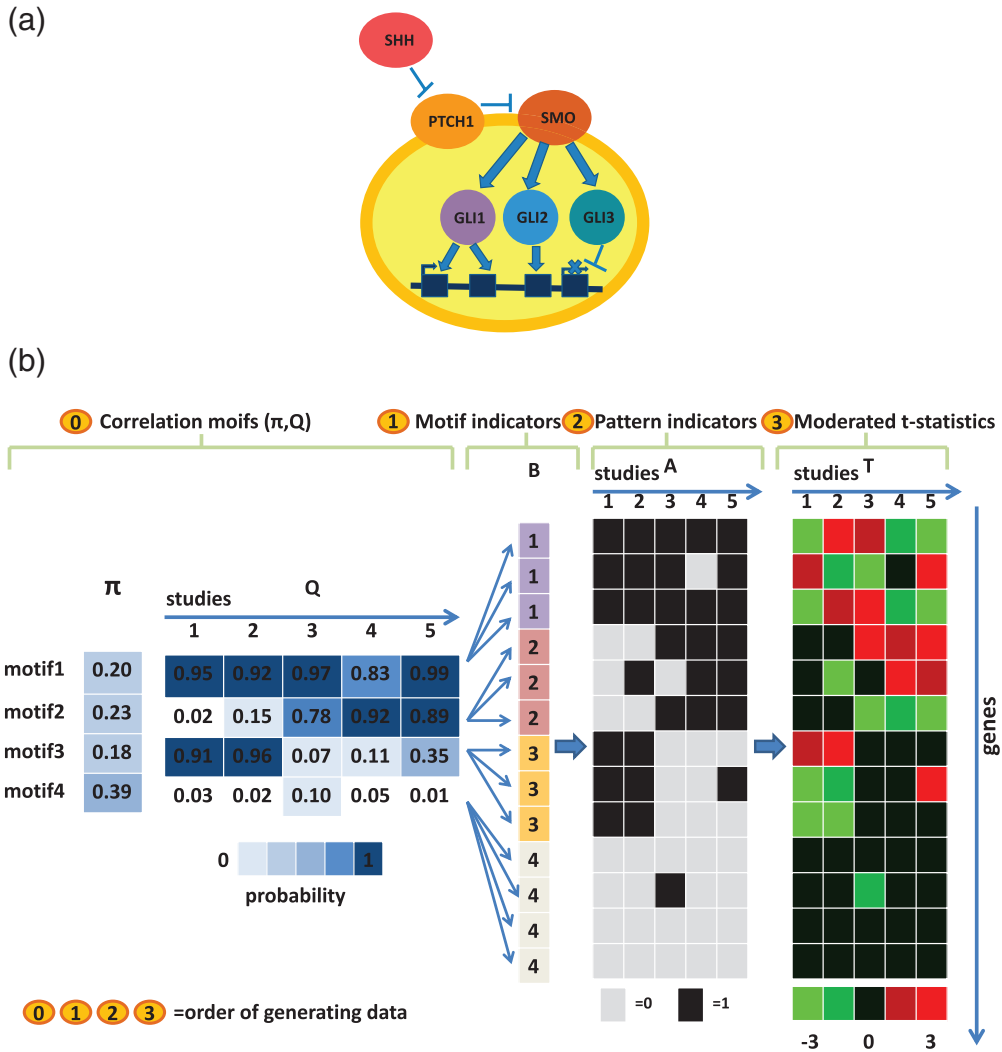 (a)
SHH
PTCH1
SMO
GLI1 GLI2 GLI3
(b)
0 Correlation moifs (π,Q)
1 Motif indicators
2 Pattern indicators
3 Moderated t-statistics
B
studies A
1 2 3 4 5
studies T
1 2 3 4 5
π
studies Q
1 2 3 4 5
motif1 0.20 0.95 0.92 0.97 0.83 0.99
motif2 0.23 0.02 0.15 0.78 0.92 0.89
motif3 0.18 0.91 0.96 0.07 0.11 0.35
motif4 0.39 0.03 0.02 0.10 0.05 0.01
0 1
probability
1
1
1
2
2
2
3
3
3
4
4
4
4
genes
=0 =1
-3 0 3
0 1 2 3 =order of generating data